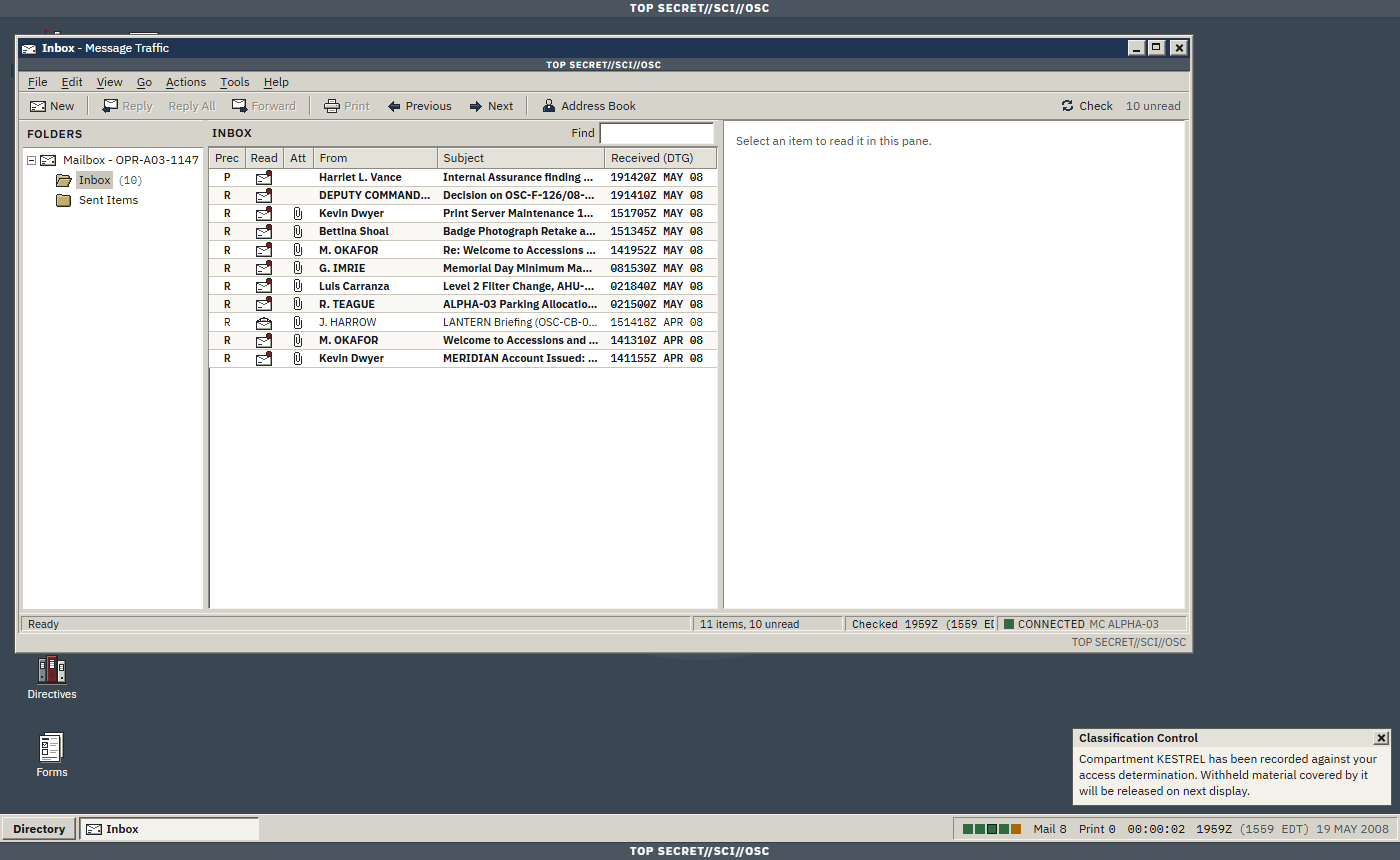 TOP SECRET//SCI//OSC
Inbox - Message Traffic
TOP SECRET//SCI//OSC
File Edit View Go Actions Tools Help
New Reply Reply All Forward Print Previous Next Address Book Check 10 unread
FOLDERS
Mailbox - OPR-A03-1147
Inbox (10)
Sent Items
INBOX Find
Prec Read Att From Subject Received (DTG)
P Harriet L. Vance Internal Assurance finding ... 191420Z MAY 08
R DEPUTY COMMAND... Decision on OSC-F-126/08-... 191410Z MAY 08
R Kevin Dwyer Print Server Maintenance 1... 151705Z MAY 08
R Bettina Shoal Badge Photograph Retake a... 151345Z MAY 08
R M. OKAFOR Re: Welcome to Accessions ... 141952Z MAY 08
R G. IMRIE Memorial Day Minimum Ma... 081530Z MAY 08
R Luis Carranza Level 2 Filter Change, AHU-... 021840Z MAY 08
R R. TEAGUE ALPHA-03 Parking Allocatio... 021500Z MAY 08
R J. HARROW LANTERN Briefing (OSC-CB-0... 151418Z APR 08
R M. OKAFOR Welcome to Accessions and ... 141310Z APR 08
R Kevin Dwyer MERIDIAN Account Issued: ... 141155Z APR 08
Select an item to read it in this pane.
Ready 11 items, 10 unread Checked 1959Z (1559 ED CONNECTED MC ALPHA-03
TOP SECRET//SCI//OSC
Directives
Forms
Classification Control
Compartment KESTREL has been recorded against your
access determination. Withheld material covered by it
will be released on next display.
Directory Inbox Mail 8 Print 0 00:00:02 1959Z (1559 EDT) 19 MAY 2008
TOP SECRET//SCI//OSC